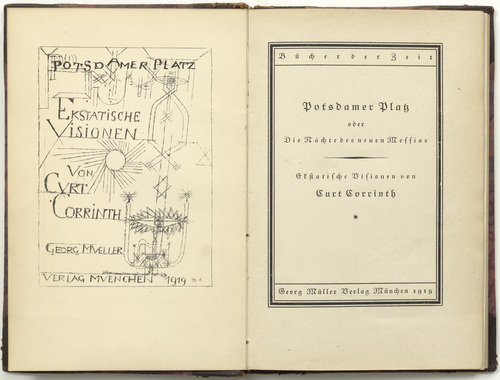 POTSDAMER PLATZ
EKSTATISCHE
VISIONEN
VON
CURT
CORRINTH
GEORG MUELLER
VERLAG MUENCHEN 1919
Bücher der Zeit
Potsdamer Platz
oder
Die Nächte des neuen Messias
Ekstatische Visionen von
Curt Corrinth
Georg Müller Verlag München 1919